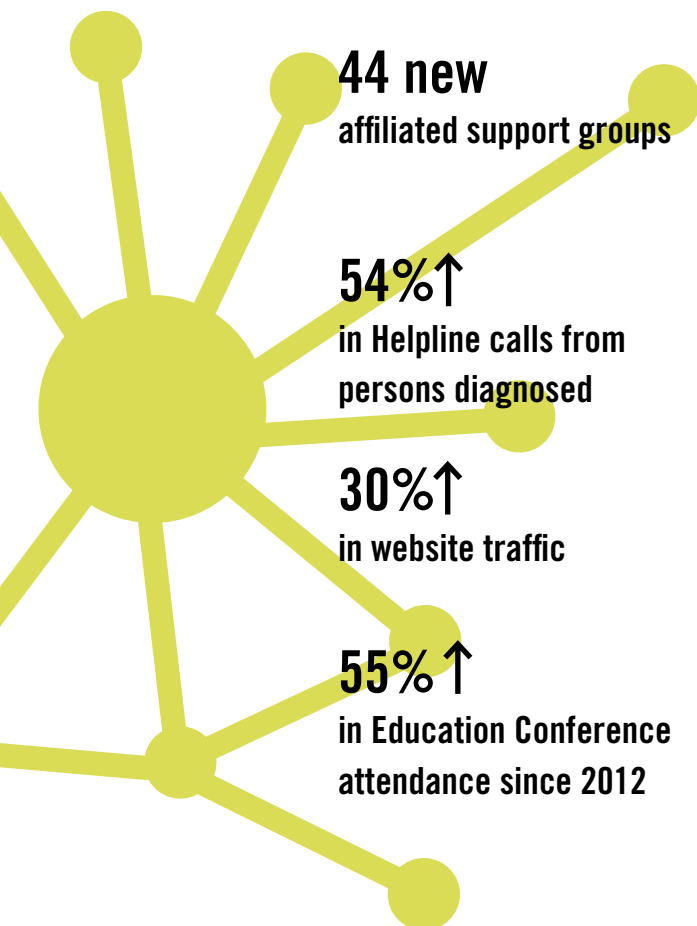 44 new
affiliated support groups
54%↑
in Helpline calls from
persons diagnosed
30%↑
in website traffic
55%↑
in Education Conference
attendance since 2012